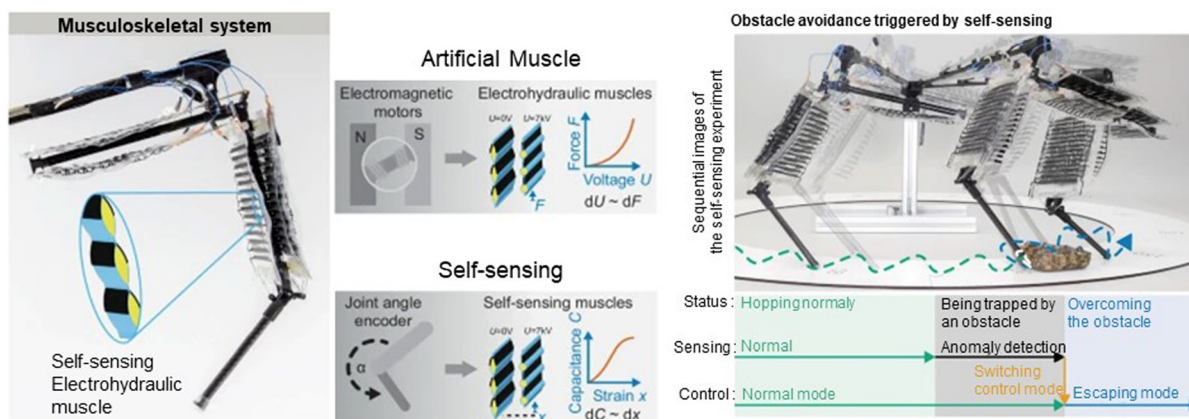 Musculoskeletal system
Self-sensing
Electrohydraulic
muscle
Artificial Muscle
Electromagnetic
motors
N
S
Electrohydraulic muscles
U=0V
U=7kV
F
Force F
Voltage U
dU ~ dF
Self-sensing
Joint angle
encoder
α
Self-sensing muscles
U=0V
U=7kV
x
Capacitance C
Strain x
dC ~ dx
Obstacle avoidance triggered by self-sensing
Sequential images of
the self-sensing experiment
Status :
Hopping normaly
Being trapped by
an obstacle
Overcoming
the obstacle
Sensing :
Normal
Anomaly detection
Switching
control mode
Control :
Normal mode
Escaping mode